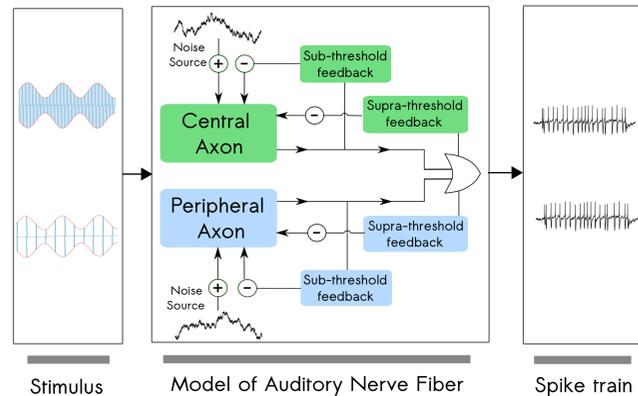 Noise
Source
+
−
Sub-threshold
feedback
Central
Axon
−
Supra-threshold
feedback
Peripheral
Axon
−
Supra-threshold
feedback
Noise
Source
+
−
Sub-threshold
feedback
Stimulus
Model of Auditory Nerve Fiber
Spike train